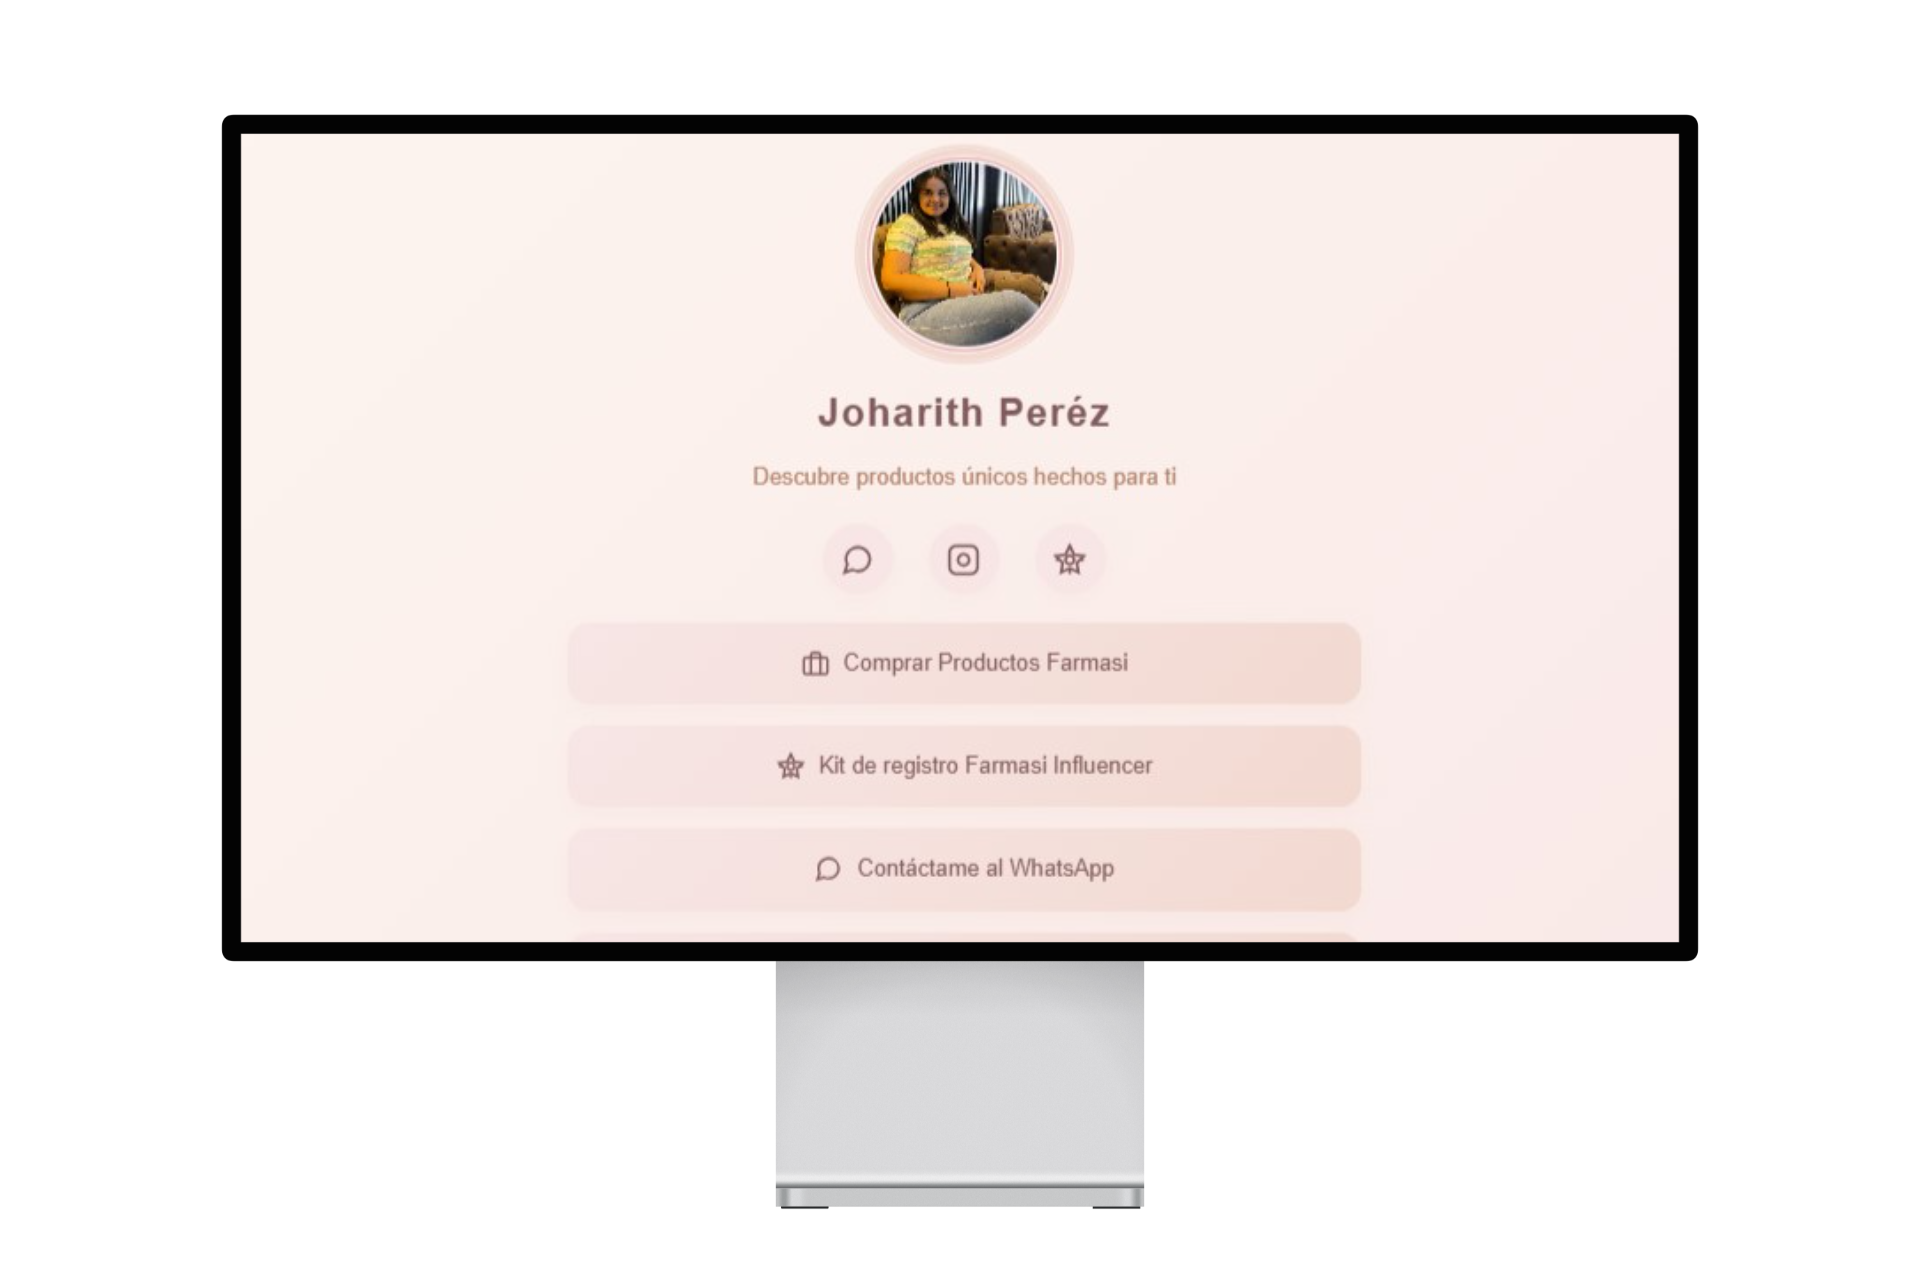 Joharith Peréz
Descubre productos únicos hechos para ti
Comprar Productos Farmasi
Kit de registro Farmasi Influencer
Contáctame al WhatsApp